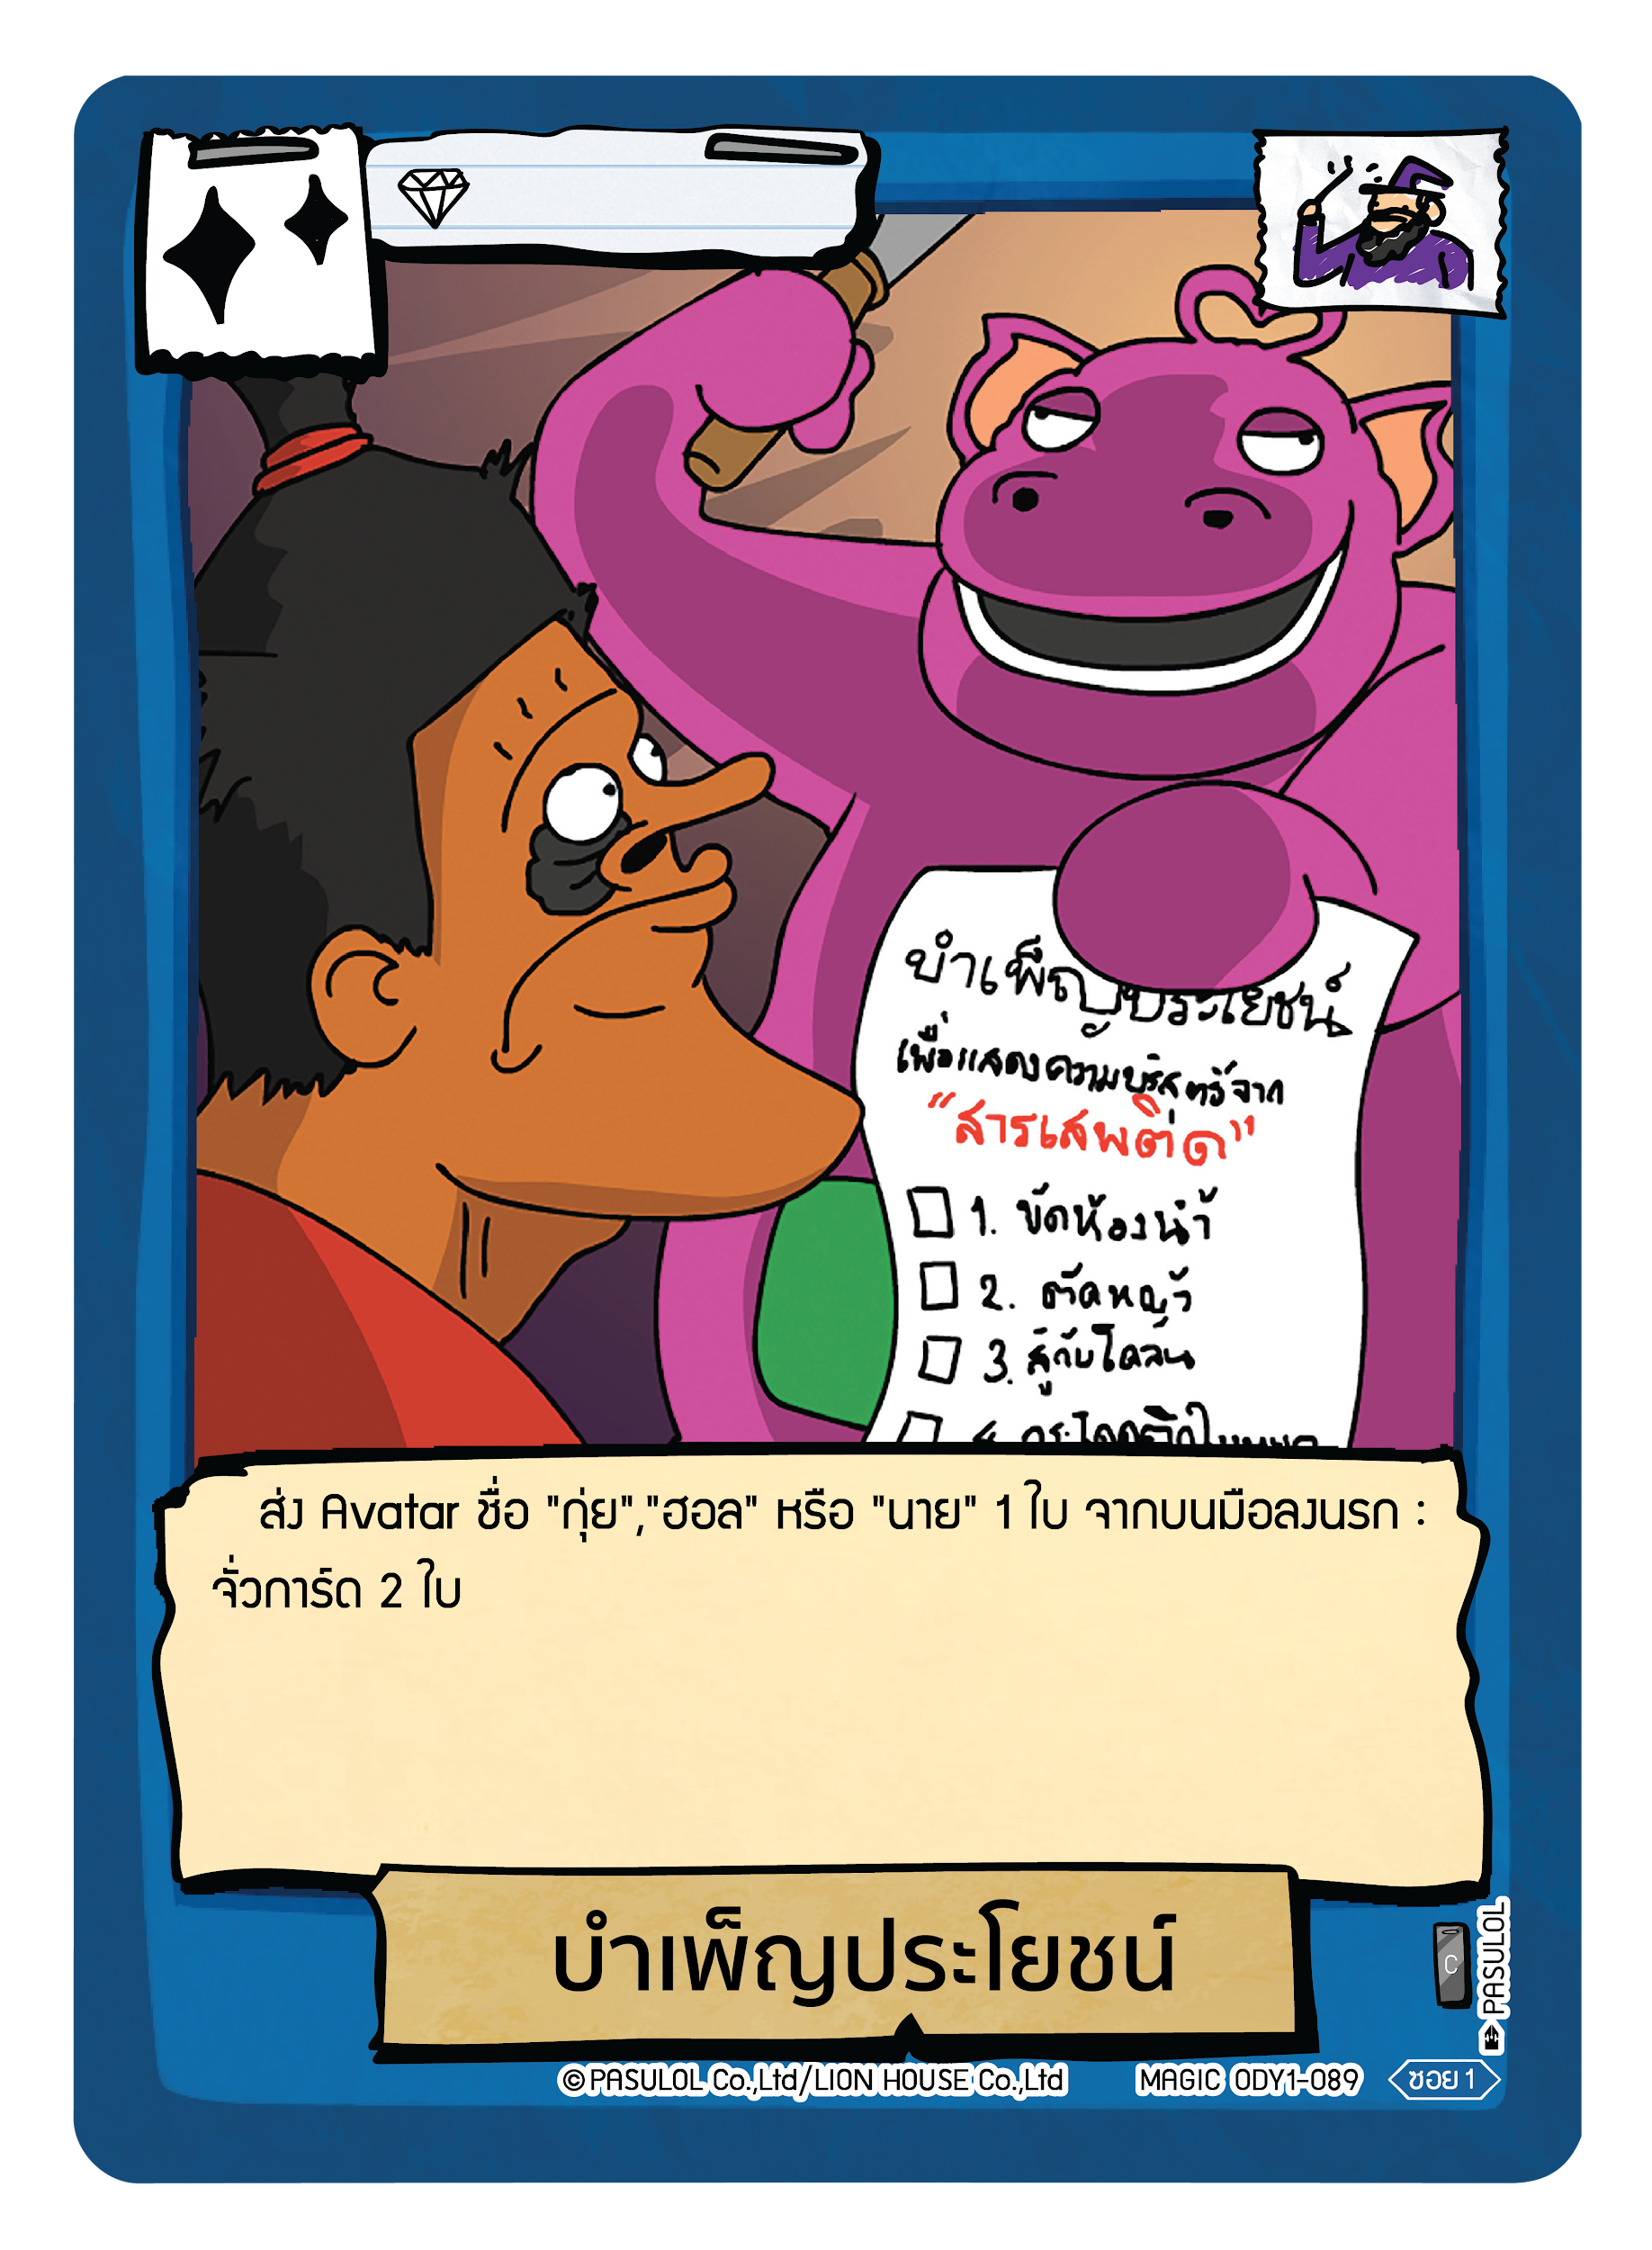 บำเพ็ญประโยชน์
เพื่อแสดงความบริสุทธิ์จาก
"สารเสพติด"
1. ขัดห้องน้ำ
2. ตัดหญ้า
3. สู้กับโคลน
4.
ส่ง Avatar ชื่อ "กุ่ย","ฮอล" หรือ "นาย" 1 ใบ จากบนมือลงนรก :
จั่วการ์ด 2 ใบ
บำเพ็ญประโยชน์
C
PASULOL
©PASULOL Co.,Ltd/LION HOUSE Co.,Ltd MAGIC ODY1-089 ซอย 1